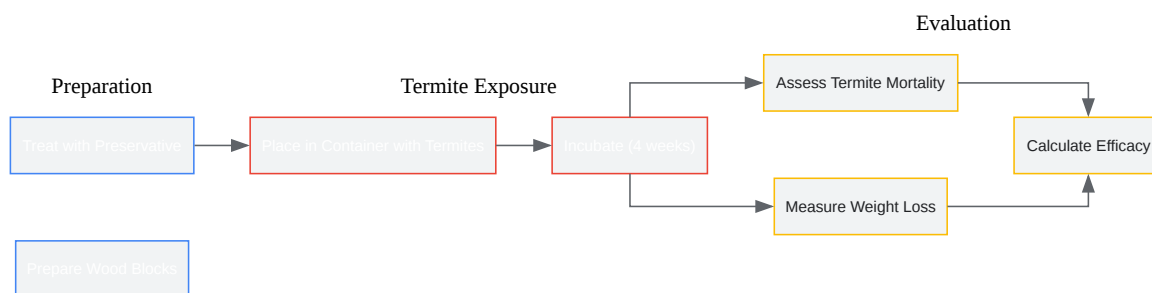 Evaluation
Preparation
Termite Exposure
Assess Termite Mortality
Treat with Preservative
Place in Container with Termites
Incubate (4 weeks)
Calculate Efficacy
Measure Weight Loss
Prepare Wood Blocks